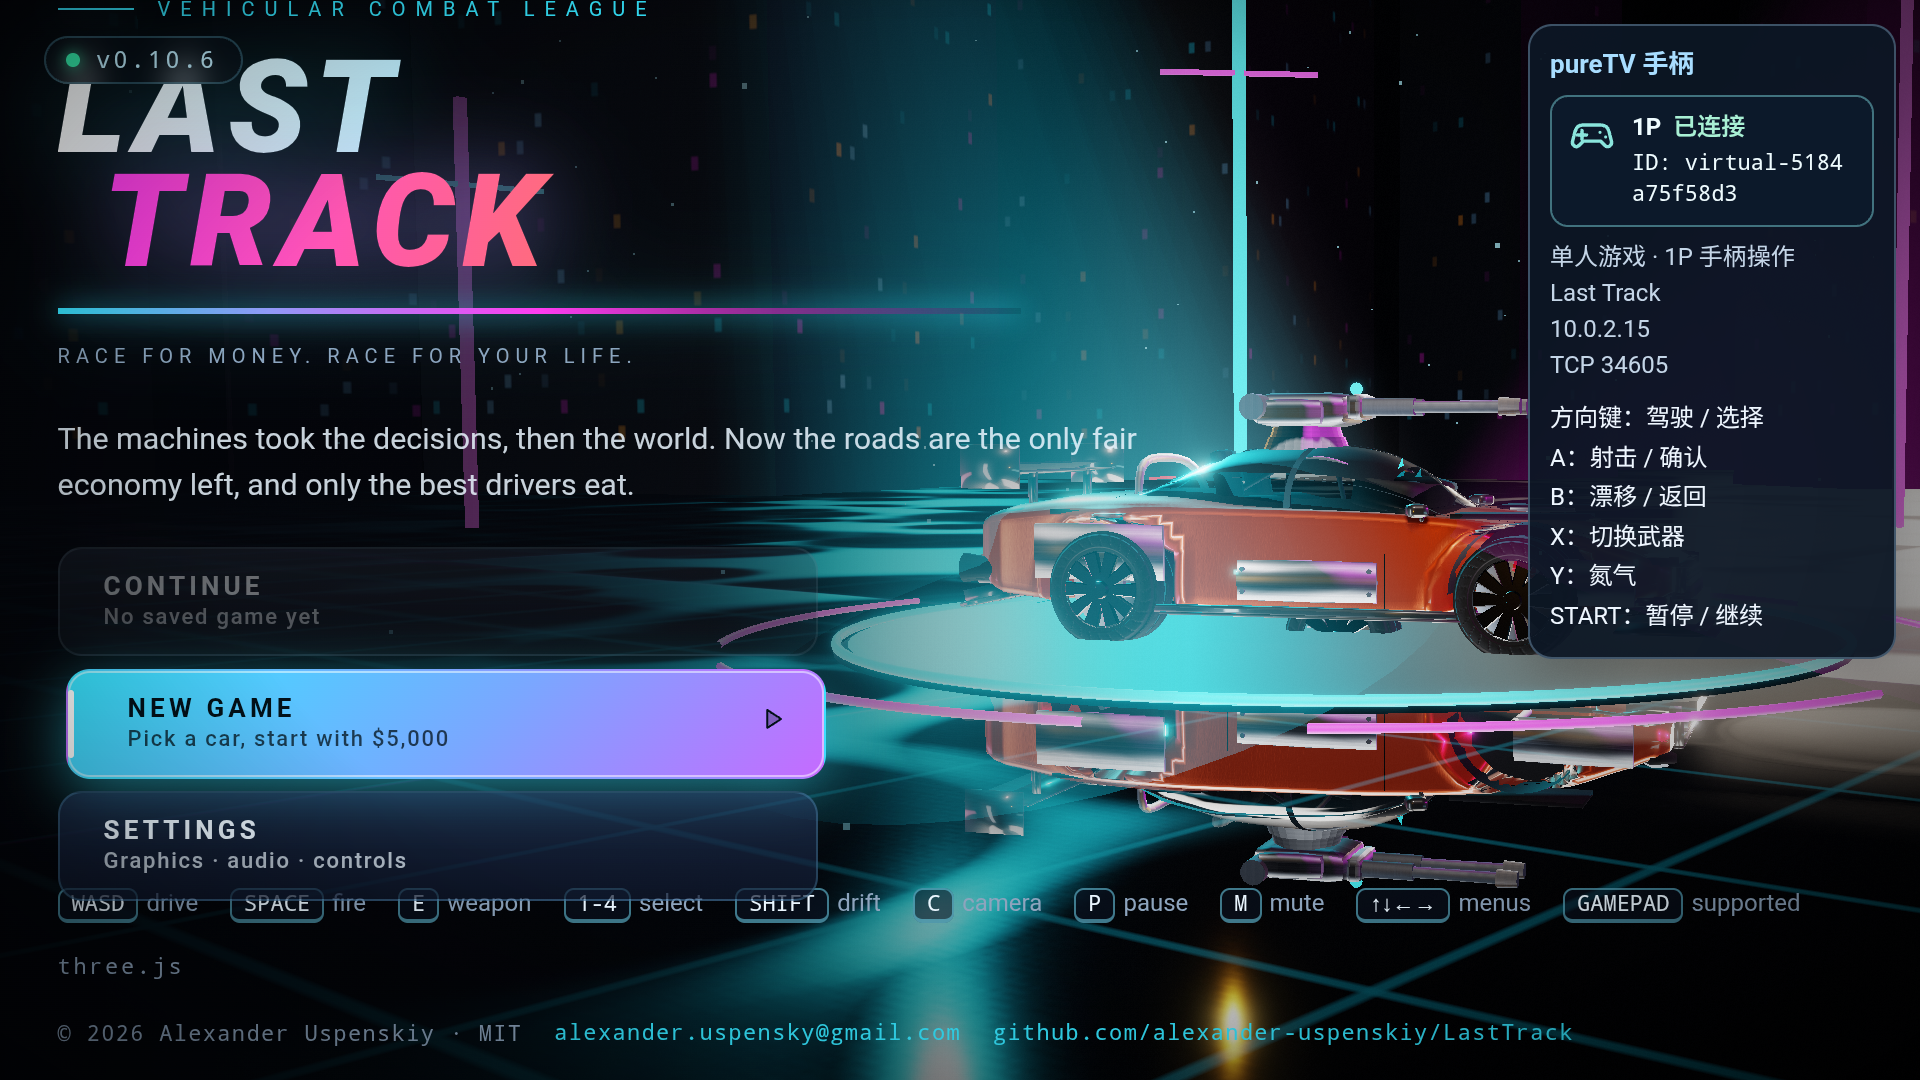 VEHICULAR COMBAT LEAGUE
v0.10.6
LAST
TRACK
RACE FOR MONEY. RACE FOR YOUR LIFE.
The machines took the decisions, then the world. Now the roads are the only fair
economy left, and only the best drivers eat.
CONTINUE
No saved game yet
NEW GAME
Pick a car, start with $5,000
SETTINGS
Graphics · audio · controls
WASD drive SPACE fire E weapon 1-4 select SHIFT drift C camera P pause M mute ↑↓←→ menus GAMEPAD supported
three.js
© 2026 Alexander Uspenskiy · MIT alexander.uspensky@gmail.com github.com/alexander-uspenskiy/LastTrack
pureTV 手柄
1P 已连接
ID: virtual-5184
a75f58d3
单人游戏 · 1P 手柄操作
Last Track
10.0.2.15
TCP 34605
方向键：驾驶 / 选择
A：射击 / 确认
B：漂移 / 返回
X：切换武器
Y：氮气
START：暂停 / 继续